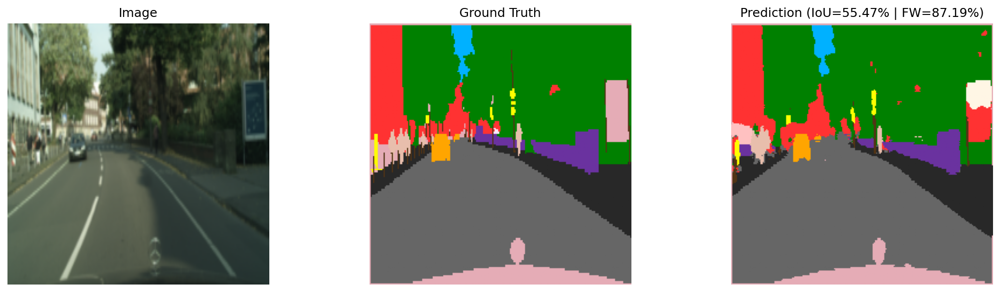 Image
Ground Truth
Prediction (IoU=55.47% | FW=87.19%)